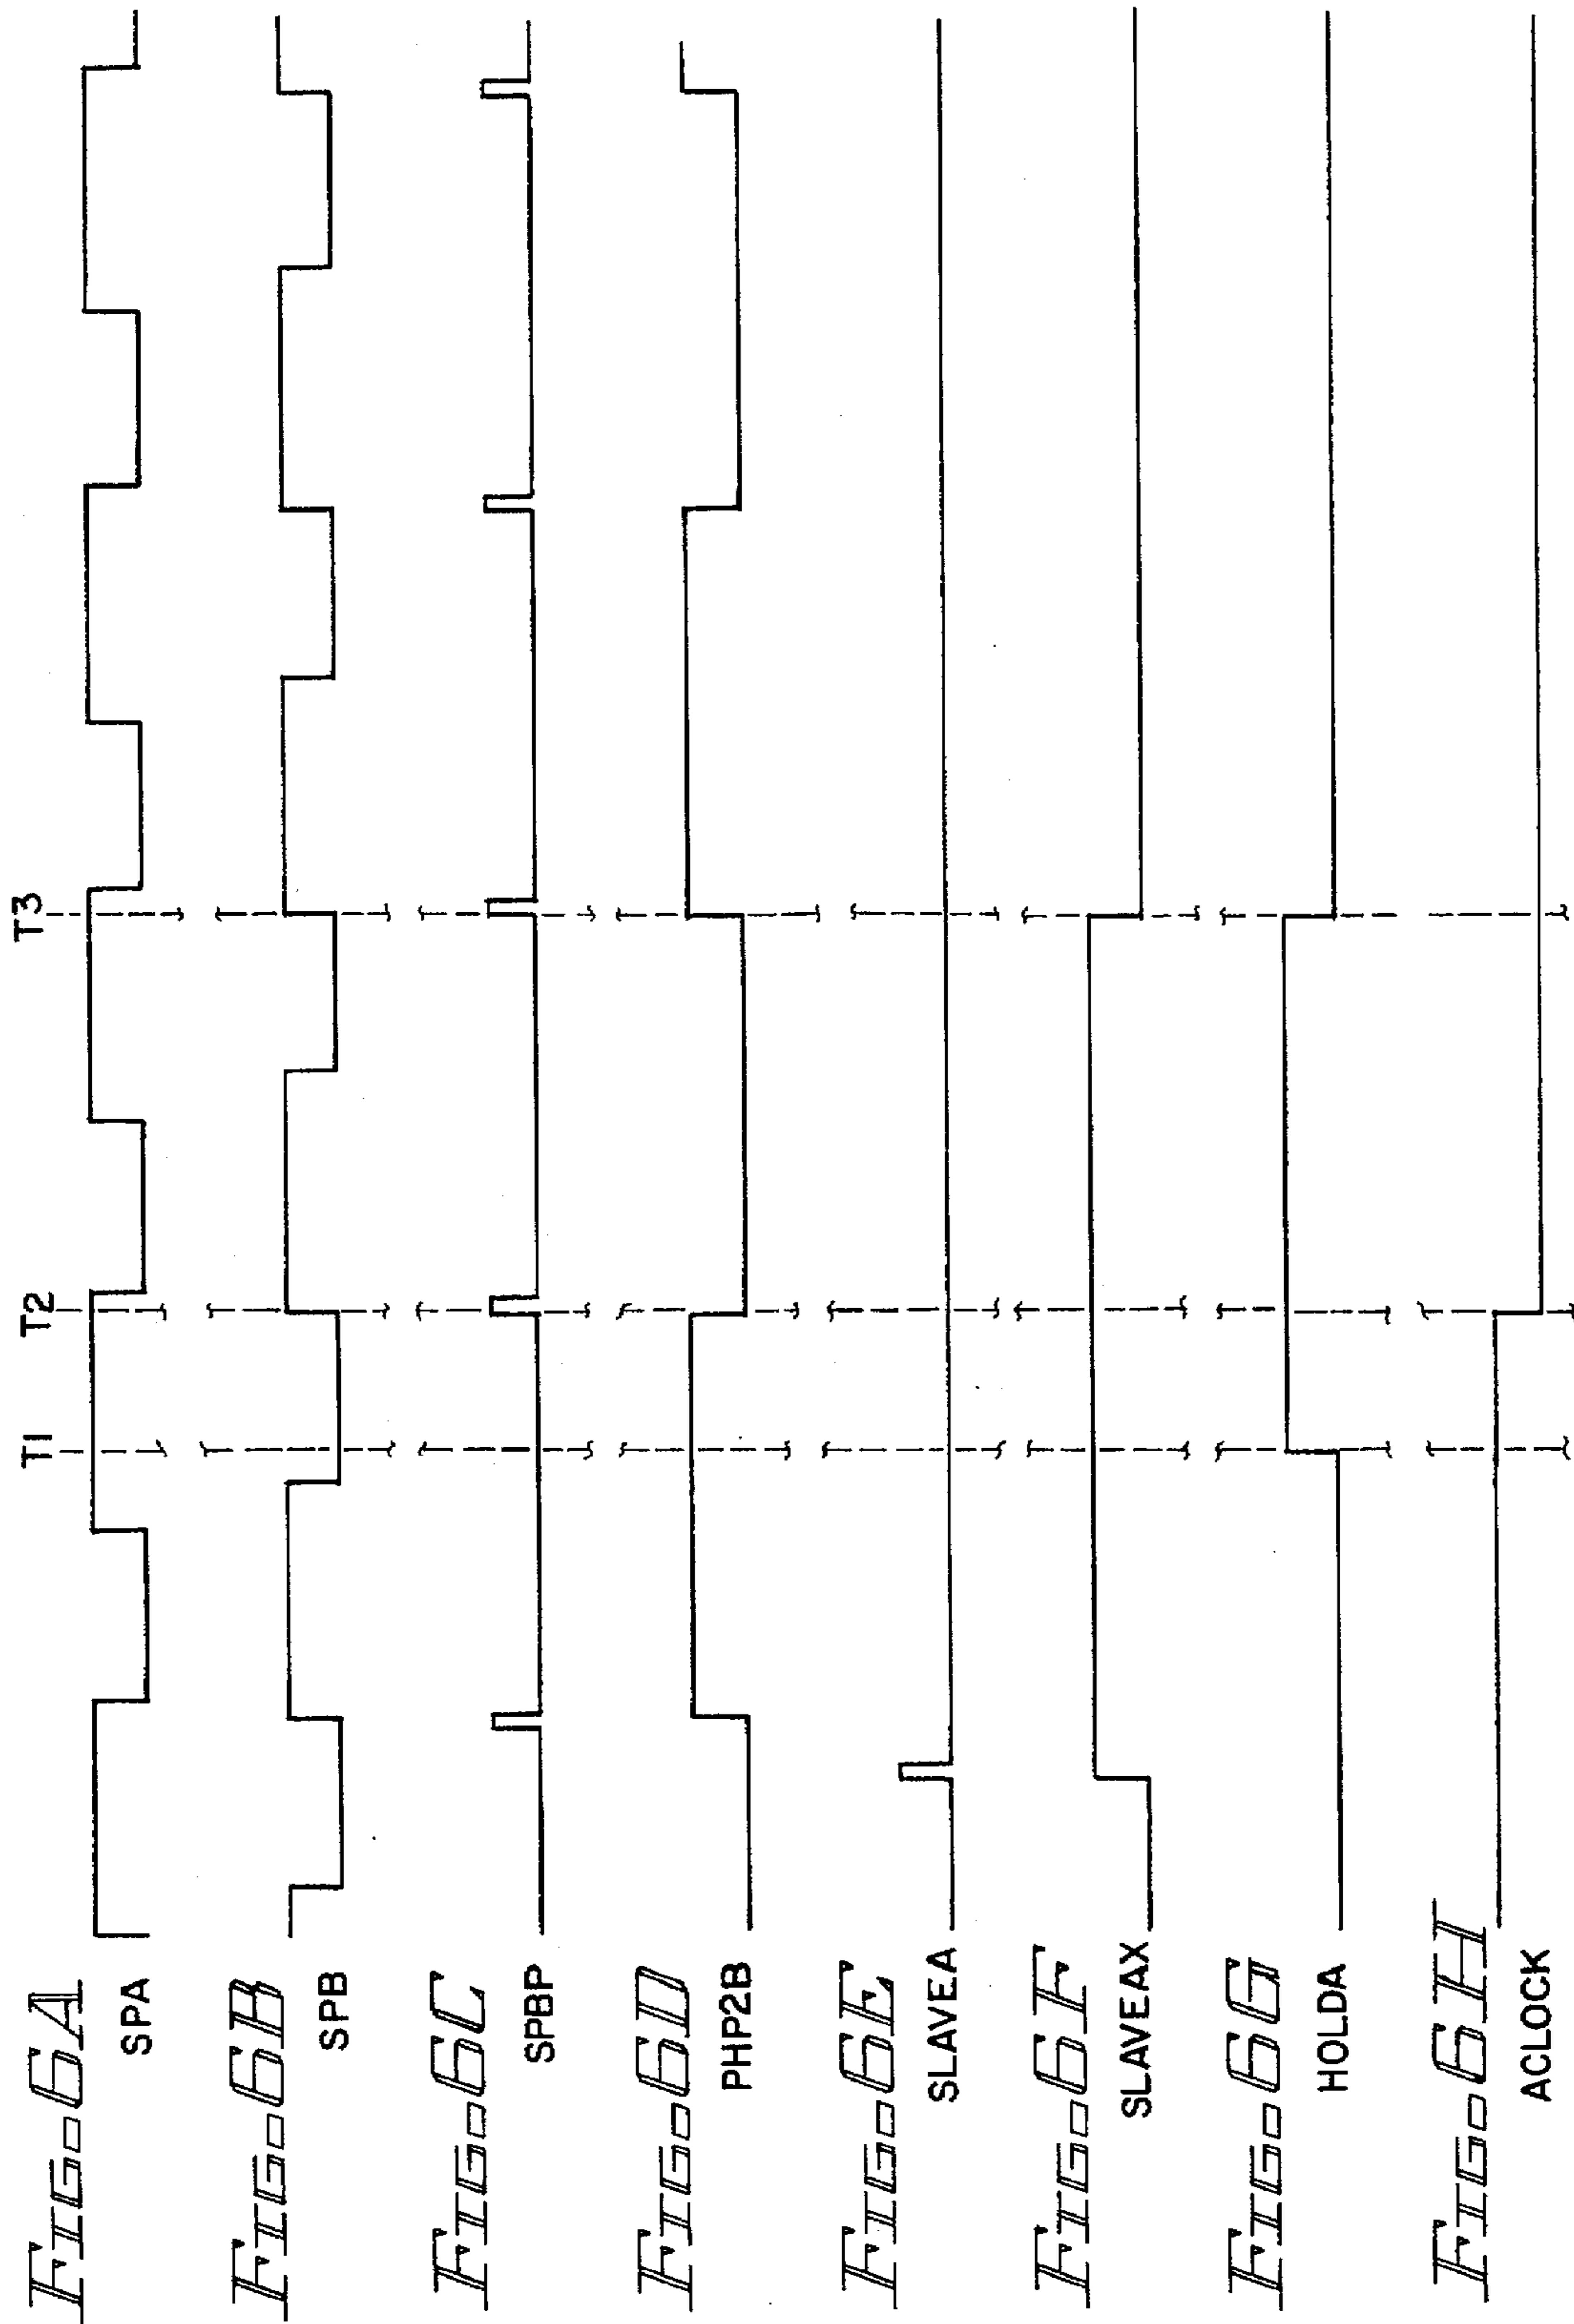 T1 T2 T3
FIG. 6A
SPA
FIG. 6B
SPB
FIG. 6C
SPBP
FIG. 6D
PHP2B
FIG. 6E
SLAVEA
FIG. 6F
SLAVEAX
FIG. 6G
HOLDA
FIG. 6H
ACLOCK